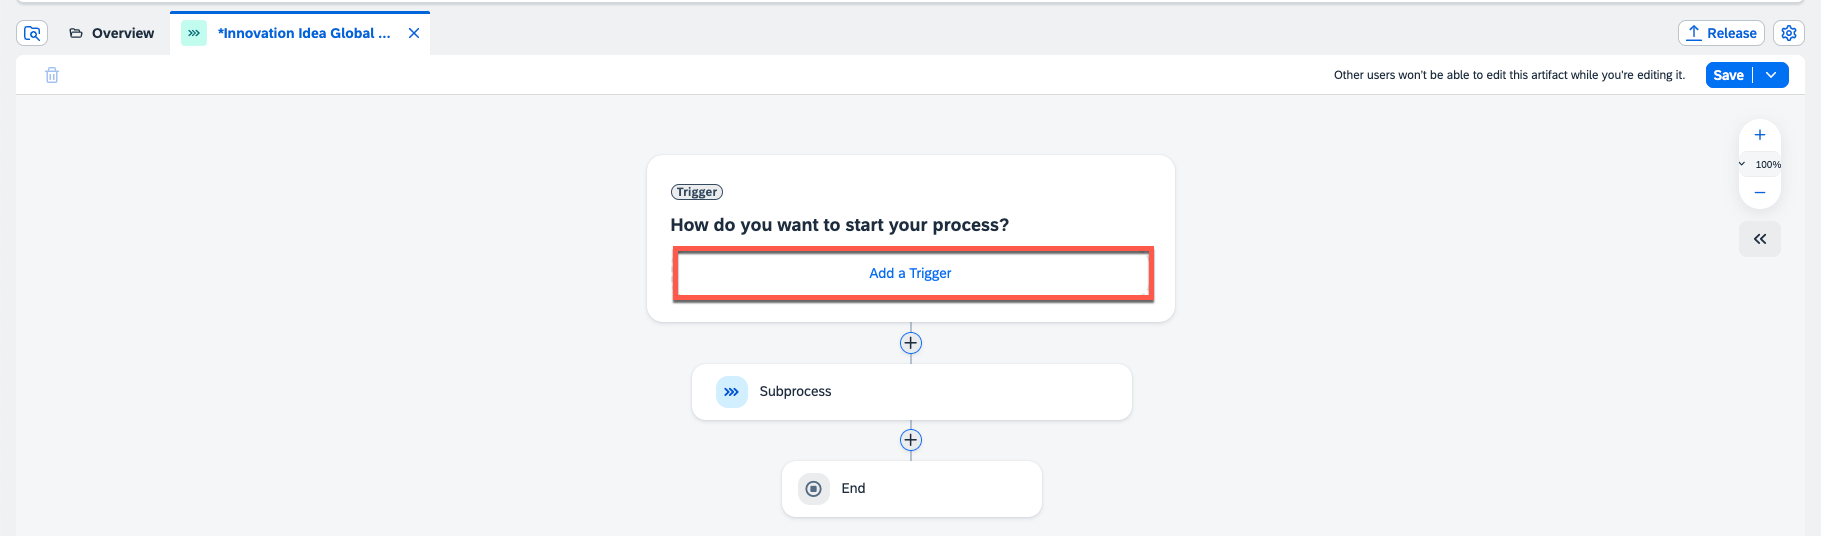 Overview
*Innovation Idea Global ...
Release
Other users won't be able to edit this artifact while you're editing it.
Save
100%
Trigger
How do you want to start your process?
Add a Trigger
Subprocess
End